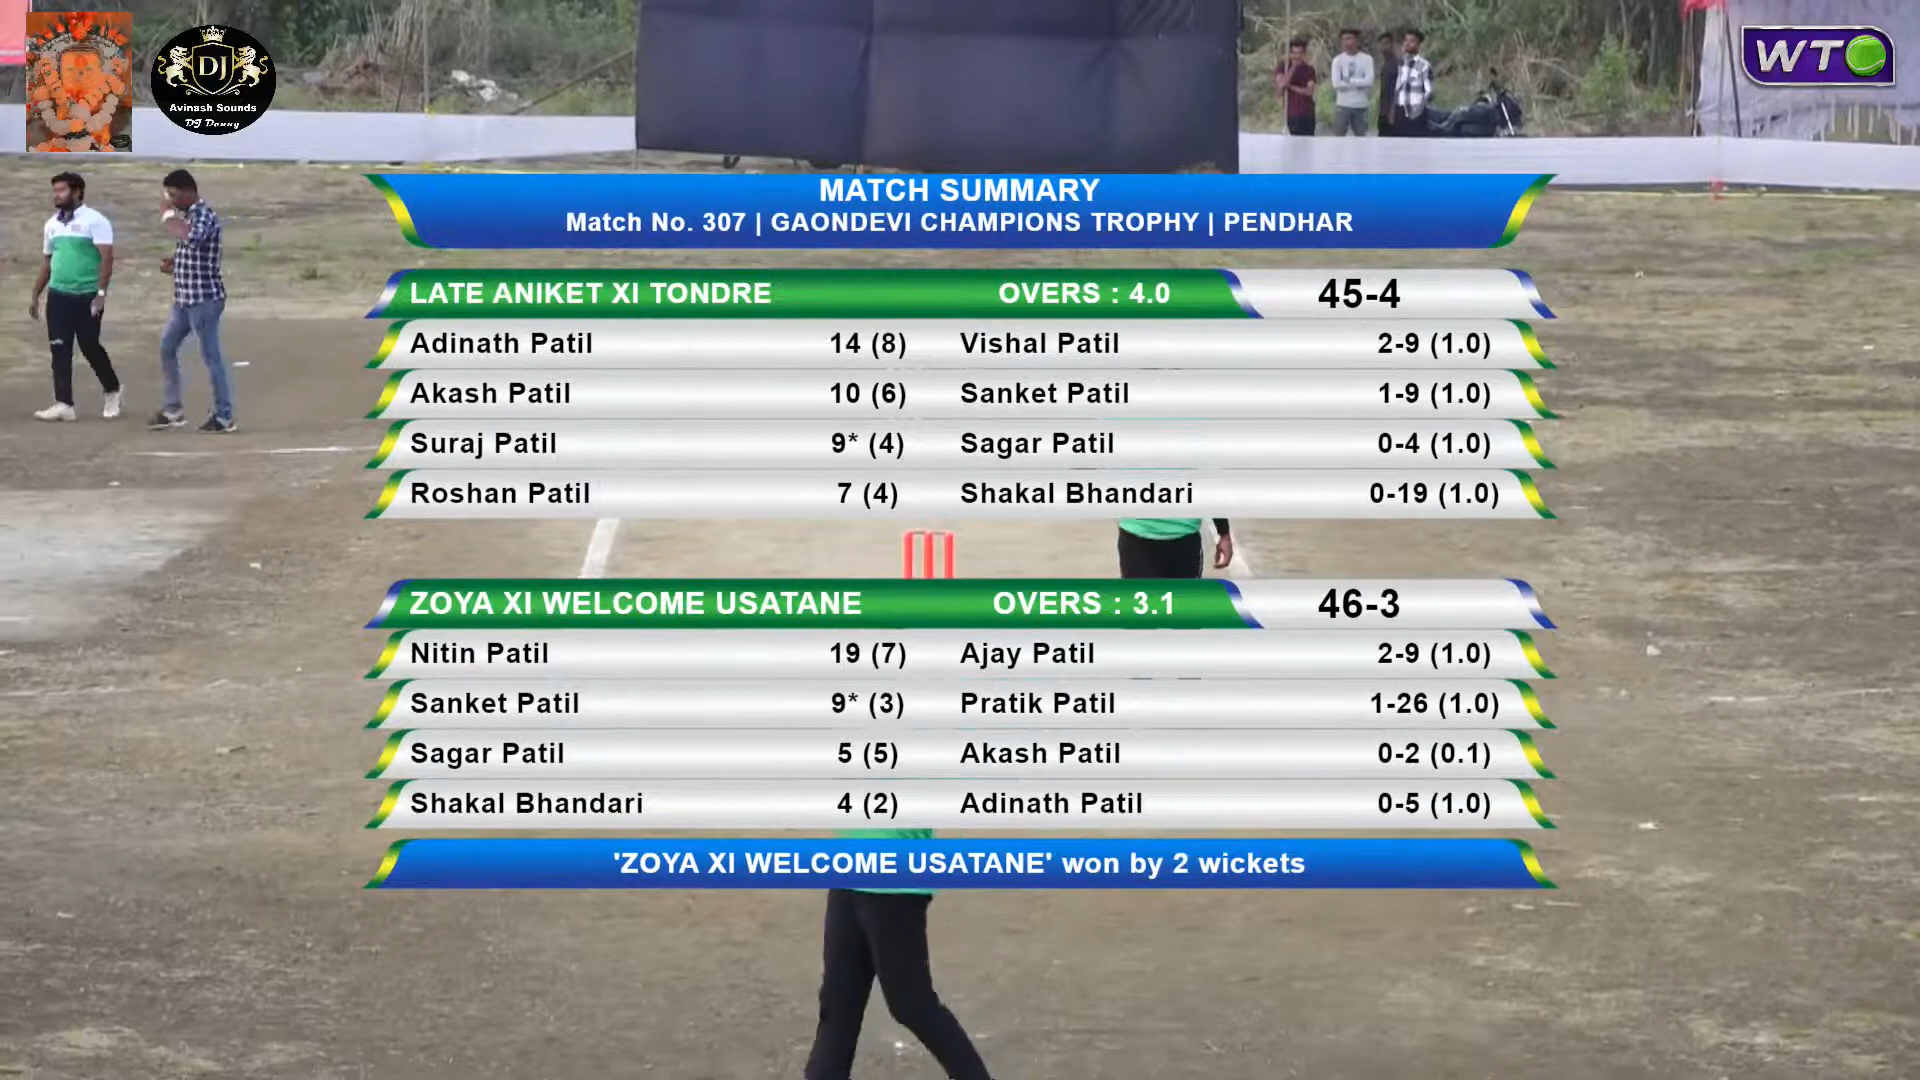 DJ
Avinash Sounds
DJ Danny
WT
MATCH SUMMARY
Match No. 307 | GAONDEVI CHAMPIONS TROPHY | PENDHAR
LATE ANIKET XI TONDRE OVERS : 4.0 45-4
Adinath Patil 14 (8) Vishal Patil 2-9 (1.0)
Akash Patil 10 (6) Sanket Patil 1-9 (1.0)
Suraj Patil 9* (4) Sagar Patil 0-4 (1.0)
Roshan Patil 7 (4) Shakal Bhandari 0-19 (1.0)
ZOYA XI WELCOME USATANE OVERS : 3.1 46-3
Nitin Patil 19 (7) Ajay Patil 2-9 (1.0)
Sanket Patil 9* (3) Pratik Patil 1-26 (1.0)
Sagar Patil 5 (5) Akash Patil 0-2 (0.1)
Shakal Bhandari 4 (2) Adinath Patil 0-5 (1.0)
'ZOYA XI WELCOME USATANE' won by 2 wickets